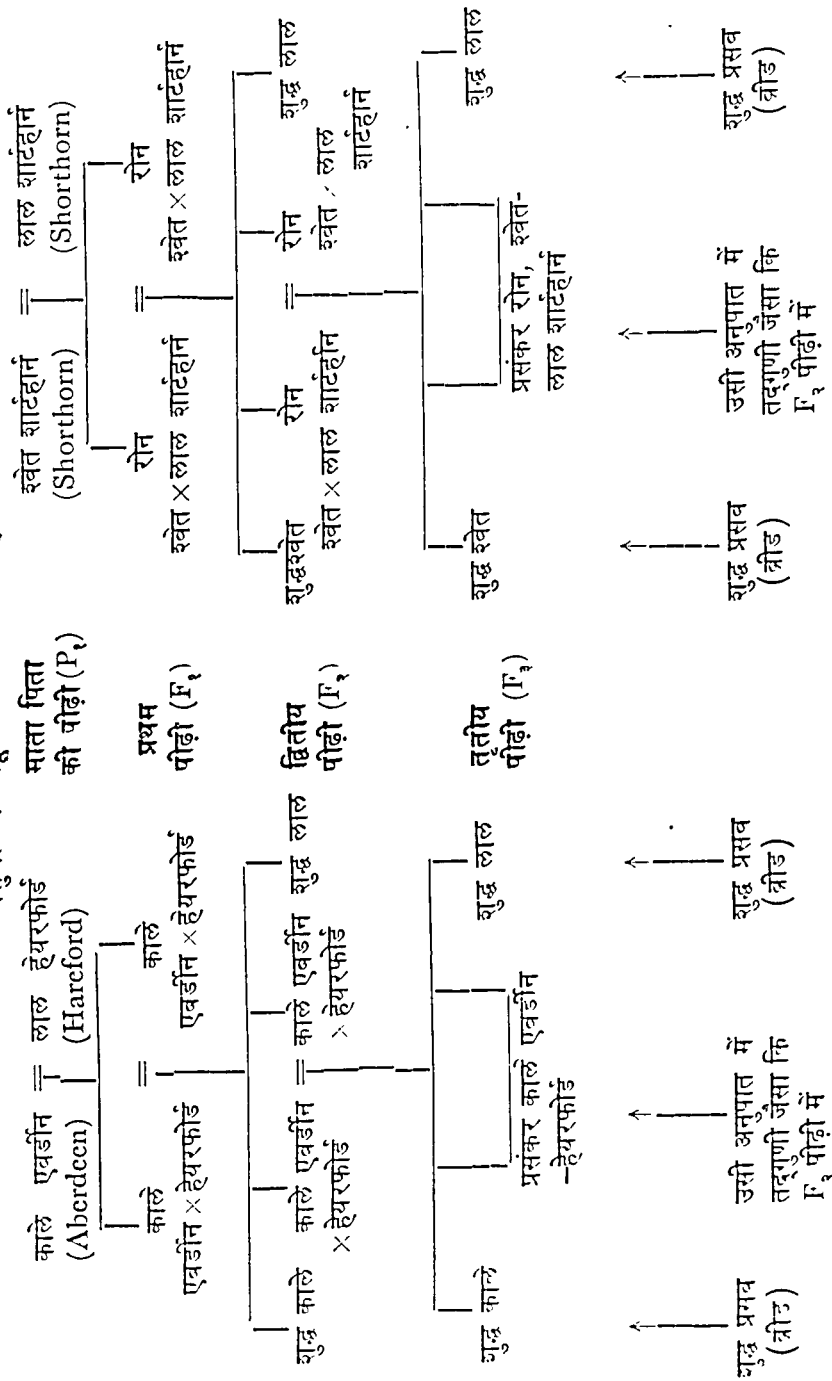 काले एबर्डीन = लाल हेयरफोर्ड माता पिता श्वेत शार्टहार्न = लाल शार्टहार्न
(Aberdeen) (Hareford) की पीढ़ी (P₁) (Shorthorn) (Shorthorn)
काले काले प्रथम रोन रोन
एबर्डीन × हेयरफोर्ड = एबर्डीन × हेयरफोर्ड पीढ़ी (F₁) श्वेत × लाल शार्टहार्न = श्वेत × लाल शार्टहार्न
शुद्ध काले काले एबर्डीन काले एबर्डीन शुद्ध लाल द्वितीय शुद्धश्वेत रोन रोन शुद्ध लाल
× हेयरफोर्ड = × हेयरफोर्ड पीढ़ी (F₂) श्वेत × लाल शार्टहार्न = श्वेत × लाल
शार्टहार्न
शुद्ध काले प्रसंकर काले एबर्डीन शुद्ध लाल तृतीय शुद्ध श्वेत प्रसंकर रोन, श्वेत- शुद्ध लाल
-हेयरफोर्ड पीढ़ी (F₃) लाल शार्टहार्न
शुद्ध प्रसव उसी अनुपात में शुद्ध प्रसव शुद्ध प्रसव उसी अनुपात में शुद्ध प्रसव
(ब्रीड) तद्गुणी जैसा कि (ब्रीड) (ब्रीड) तद्गुणी जैसा कि (ब्रीड)
F₂ पीढ़ी में F₂ पीढ़ी में